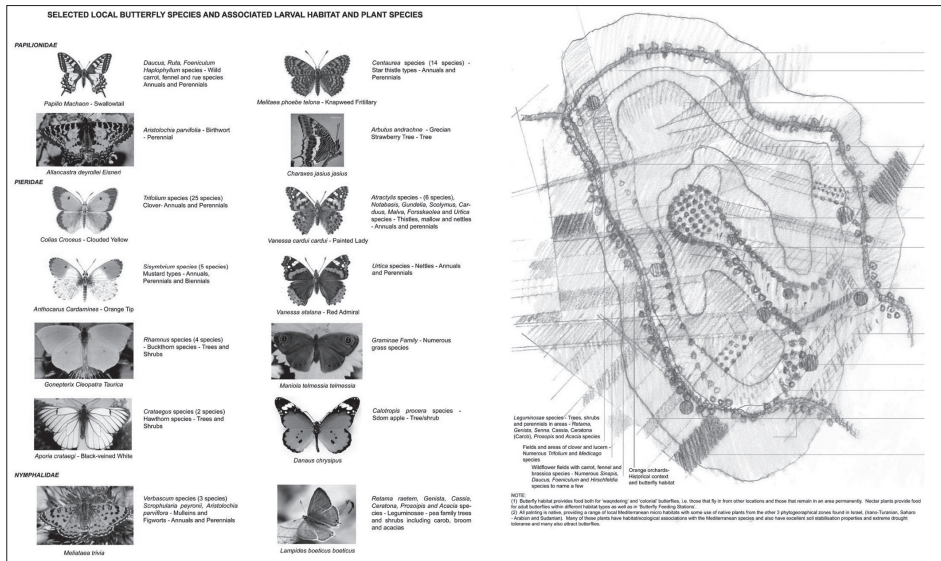 SELECTED LOCAL BUTTERFLY SPECIES AND ASSOCIATED LARVAL HABITAT AND PLANT SPECIES
PAPILIONIDAE
Daucus, Ruta, Foeniculum
Haplophyllum species - Wild
carrot, fennel and rue species
Annuals and Perennials
Papilio Machaon - Swallowtail
Aristolochia parvifolia - Birthwort
- Perennial
Allancastra deyrollei Eisneri
PIERIDAE
Trifolium species (25 species)
Clover- Annuals and Perennials
Colias Croceus - Clouded Yellow
Sisymbrium species (5 species)
Mustard types - Annuals,
Perennials and Biennials
Anthocarus Cardamines - Orange Tip
Rhamnus species (4 species)
- Buckthorn species - Trees and
Shrubs
Gonepterix Cleopatra Taurica
Crataegus species (2 species)
Hawthorn species - Trees and
Shrubs
Aporia crataegi - Black-veined White
NYMPHALIDAE
Verbascum species (3 species)
Scrophularia peyronii, Aristolochia
parviflora - Mulleins and
Figworts - Annuals and Perennials
Meliataea trivia
Centaurea species (14 species) -
Star thistle types - Annuals and
Perennials
Melitaea phoebe telona - Knapweed Fritillary
Arbutus andrachne - Grecian
Strawberry Tree - Tree
Charaxes jasius jasius
Atractylis species - (6 species),
Notabasis, Gundelia, Scolymus, Car-
duus, Malva, Forsskaolea and Urtica
species - Thistles, mallow and nettles
- Annuals and perennials
Vanessa cardui cardui - Painted Lady
Urtica species - Nettles - Annuals
and Perennials
Vanessa atalana - Red Admiral
Graminae Family - Numerous
grass species
Maniola telmessia telmessia
Calotropis procera species -
Sdom apple - Tree/shrub
Danaus chrysipus
Retama raetem, Genista, Cassia,
Ceratona, Prosopis and Acacia spe-
cies - Leguminosae - pea family trees
and shrubs including carob, broom
and acacias
Lampides boeticus boeticus
Leguminosae species - Trees, shrubs
and perennials in areas - Retama,
Genista, Senna, Cassia, Ceratona
(Carob), Prosopis and Acacia species
Fields and areas of clover and lucern -
Numerous Trifolium and Medicago
species
Wildflower fields with carrot, fennel and
brassica species - Numerous Sinapis,
Daucus, Foeniculum and Hirschfeldia
species to name a few
Orange orchards-
Historical context
and butterfly habitat
NOTE:
(1) Butterfly habitat provides food both for 'waqndering' and 'colonial' butterflies, i.e. those that fly in from other locations and those that remain in an area permanently. Nectar plants provide food
for adult butterflies within different habitat types as well as in 'Butterfly Feeding Stations'.
(2) All planting is native, providing a range of local Mediterranean micro habitats with some use of native plants from the other 3 phytogeographical zones found in Israel, (Irano-Turanian, Saharo
- Arabian and Sudanian). Many of these plants have habitat/ecological associations with the Mediterranean species and also have excellent soil stabilisation properties and extreme drought
tolerance and many also attract butterflies.